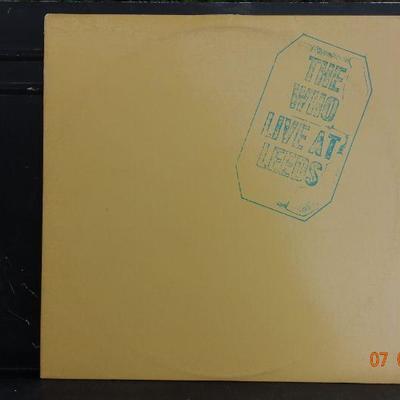 THE
WHO
LIVE AT
LEEDS
07